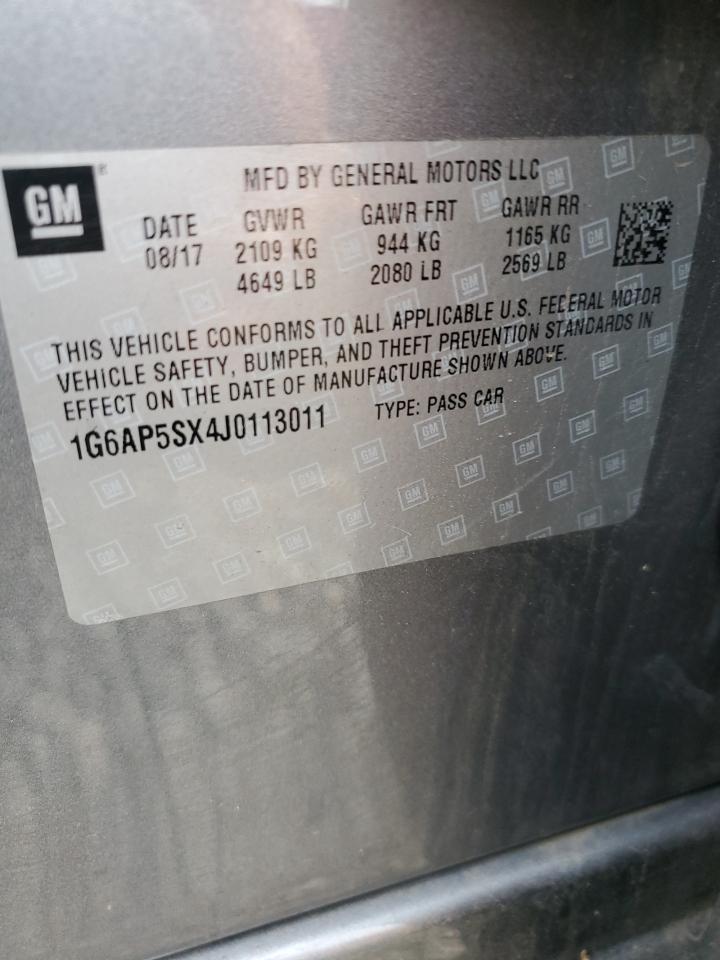 GM ®
MFD BY GENERAL MOTORS LLC
DATE GVWR GAWR FRT GAWR RR
08/17 2109 KG 944 KG 1165 KG
4649 LB 2080 LB 2569 LB
THIS VEHICLE CONFORMS TO ALL APPLICABLE U.S. FEDERAL MOTOR
VEHICLE SAFETY, BUMPER, AND THEFT PREVENTION STANDARDS IN
EFFECT ON THE DATE OF MANUFACTURE SHOWN ABOVE.
1G6AP5SX4J0113011 TYPE: PASS CAR